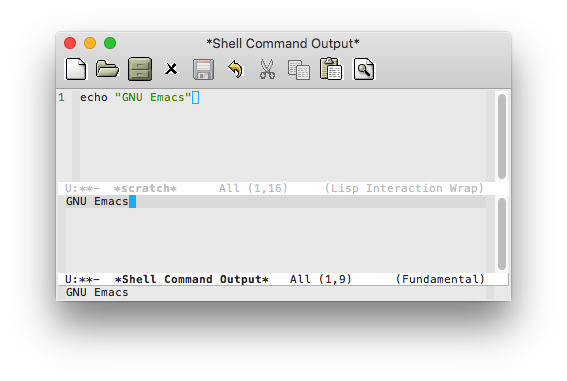 *Shell Command Output*
1 echo "GNU Emacs"
U:**- *scratch* All (1,16) (Lisp Interaction Wrap)
GNU Emacs
U:**- *Shell Command Output* All (1,9) (Fundamental)
GNU Emacs